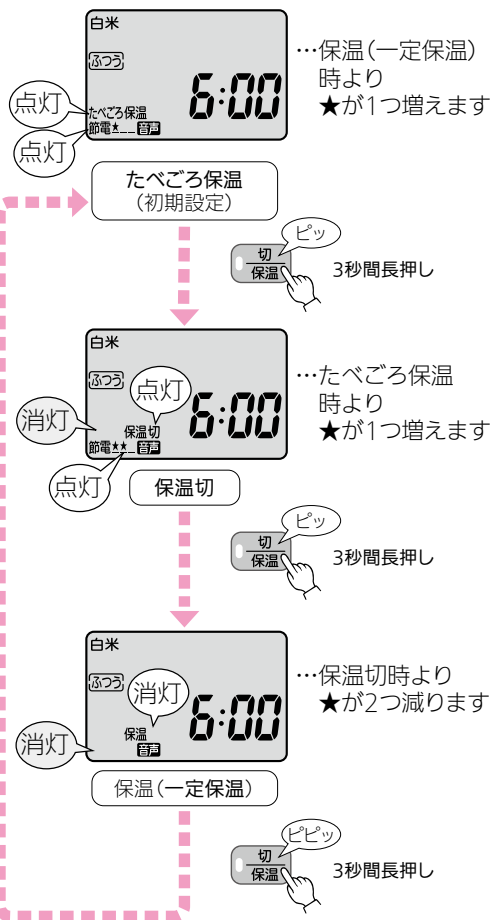 白米
ふつう
点灯
たべごろ保温
節電★__ 音声
点灯
6:00
…保温(一定保温)
時より
★が1つ増えます
たべごろ保温
(初期設定)
ピッ
切
保温
3秒間長押し
白米
ふつう
点灯
消灯
保温切
節電★★_ 音声
点灯
6:00
…たべごろ保温
時より
★が1つ増えます
保温切
ピッ
切
保温
3秒間長押し
白米
ふつう
消灯
保温
音声
消灯
6:00
…保温切時より
★が2つ減ります
保温(一定保温)
ピピッ
切
保温
3秒間長押し